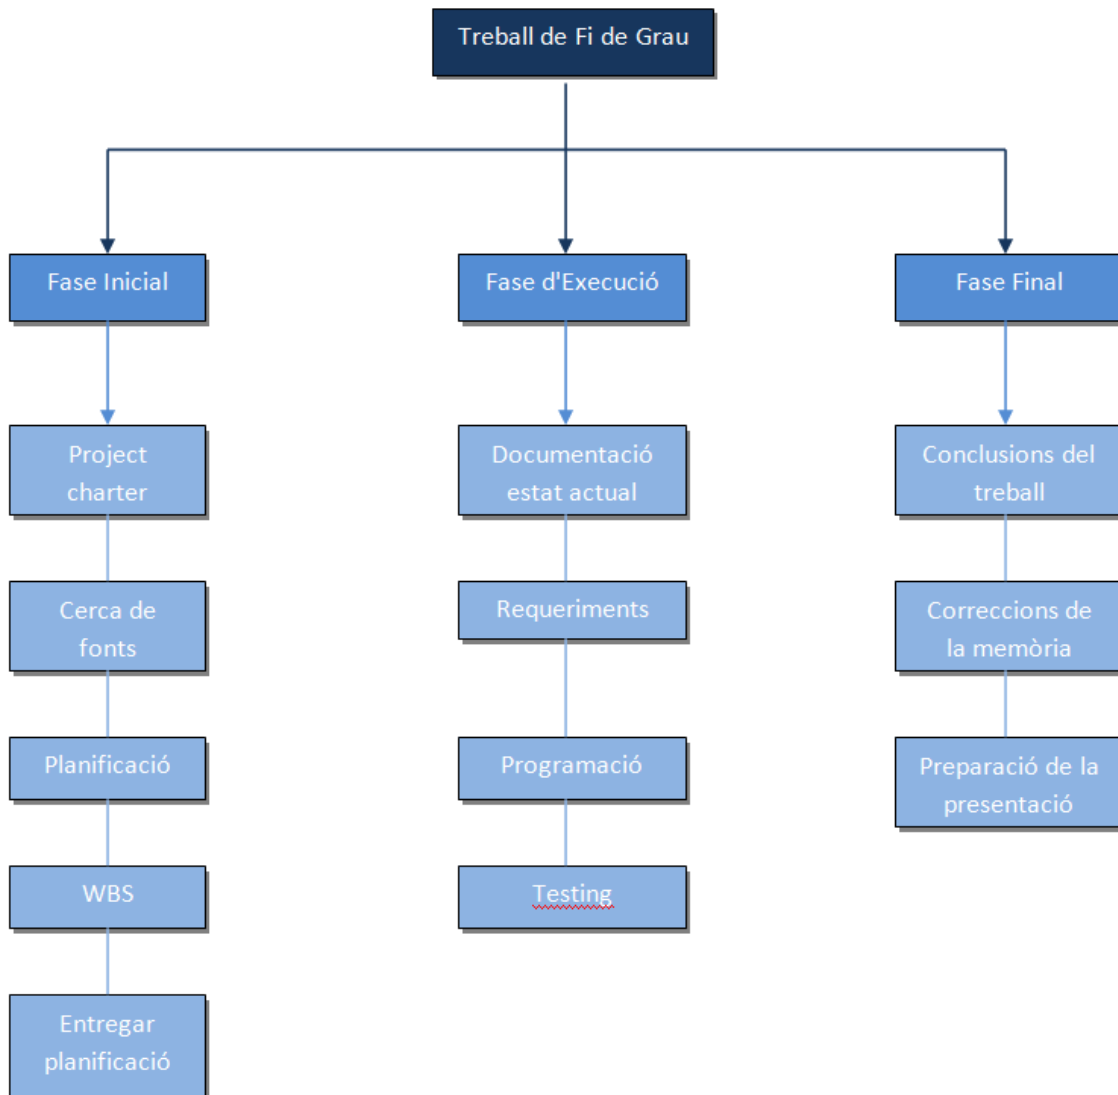 Treball de Fi de Grau
Fase Inicial
Fase d'Execució
Fase Final
Project
charter
Documentació
estat actual
Conclusions del
treball
Cerca de
fonts
Requeriments
Correccions de
la memòria
Planificació
Programació
Preparació de la
presentació
WBS
Testing
Entregar
planificació